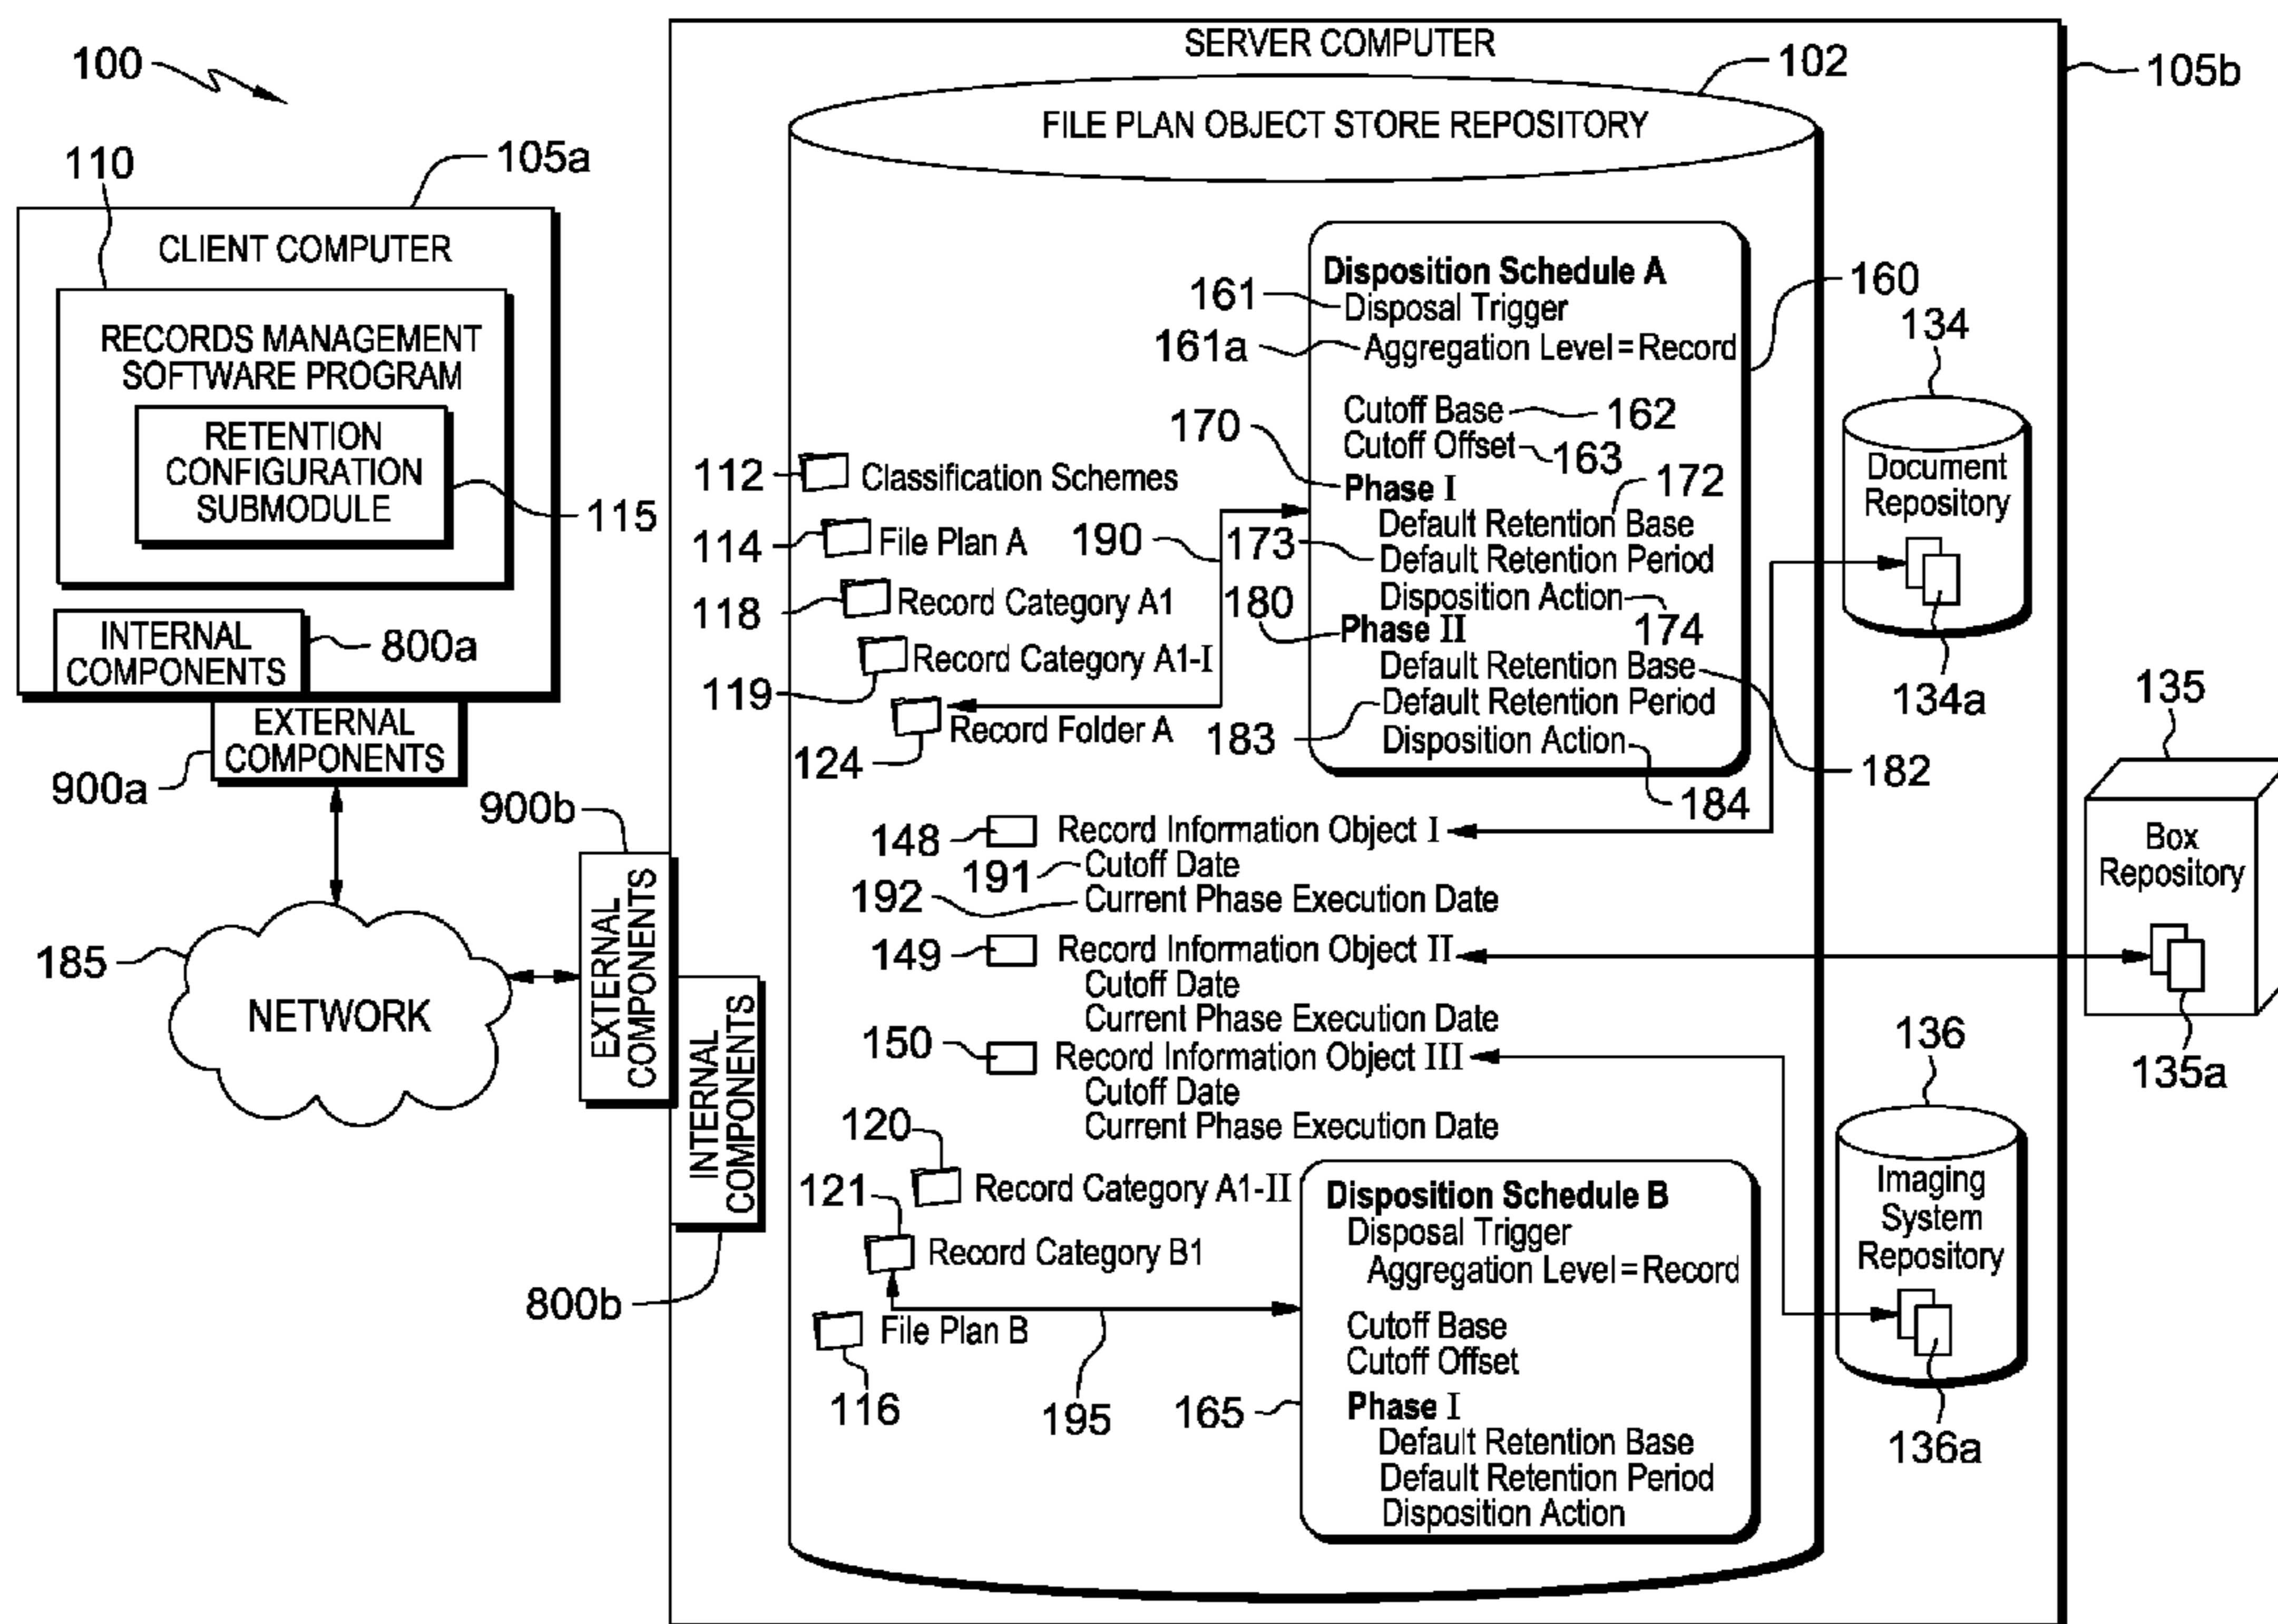 100
110
105a
CLIENT COMPUTER
RECORDS MANAGEMENT
SOFTWARE PROGRAM
RETENTION
CONFIGURATION
SUBMODULE
115
INTERNAL
COMPONENTS
800a
EXTERNAL
COMPONENTS
900a
185
NETWORK
900b
EXTERNAL
COMPONENTS
INTERNAL
COMPONENTS
800b
SERVER COMPUTER
105b
102
FILE PLAN OBJECT STORE REPOSITORY
112 Classification Schemes
114 File Plan A
118 Record Category A1
119 Record Category A1-I
124 Record Folder A
190
160
Disposition Schedule A
161 Disposal Trigger
161a Aggregation Level=Record
Cutoff Base 162
Cutoff Offset 163
170 Phase I
Default Retention Base 172
173 Default Retention Period
Disposition Action 174
180 Phase II
Default Retention Base 182
183 Default Retention Period
Disposition Action 184
148 Record Information Object I
191 Cutoff Date
192 Current Phase Execution Date
149 Record Information Object II
Cutoff Date
Current Phase Execution Date
150 Record Information Object III
Cutoff Date
Current Phase Execution Date
120 Record Category A1-II
121 Record Category B1
116 File Plan B
195
165
Disposition Schedule B
Disposal Trigger
Aggregation Level=Record
Cutoff Base
Cutoff Offset
Phase I
Default Retention Base
Default Retention Period
Disposition Action
134
Document
Repository
134a
135
Box
Repository
135a
136
Imaging
System
Repository
136a